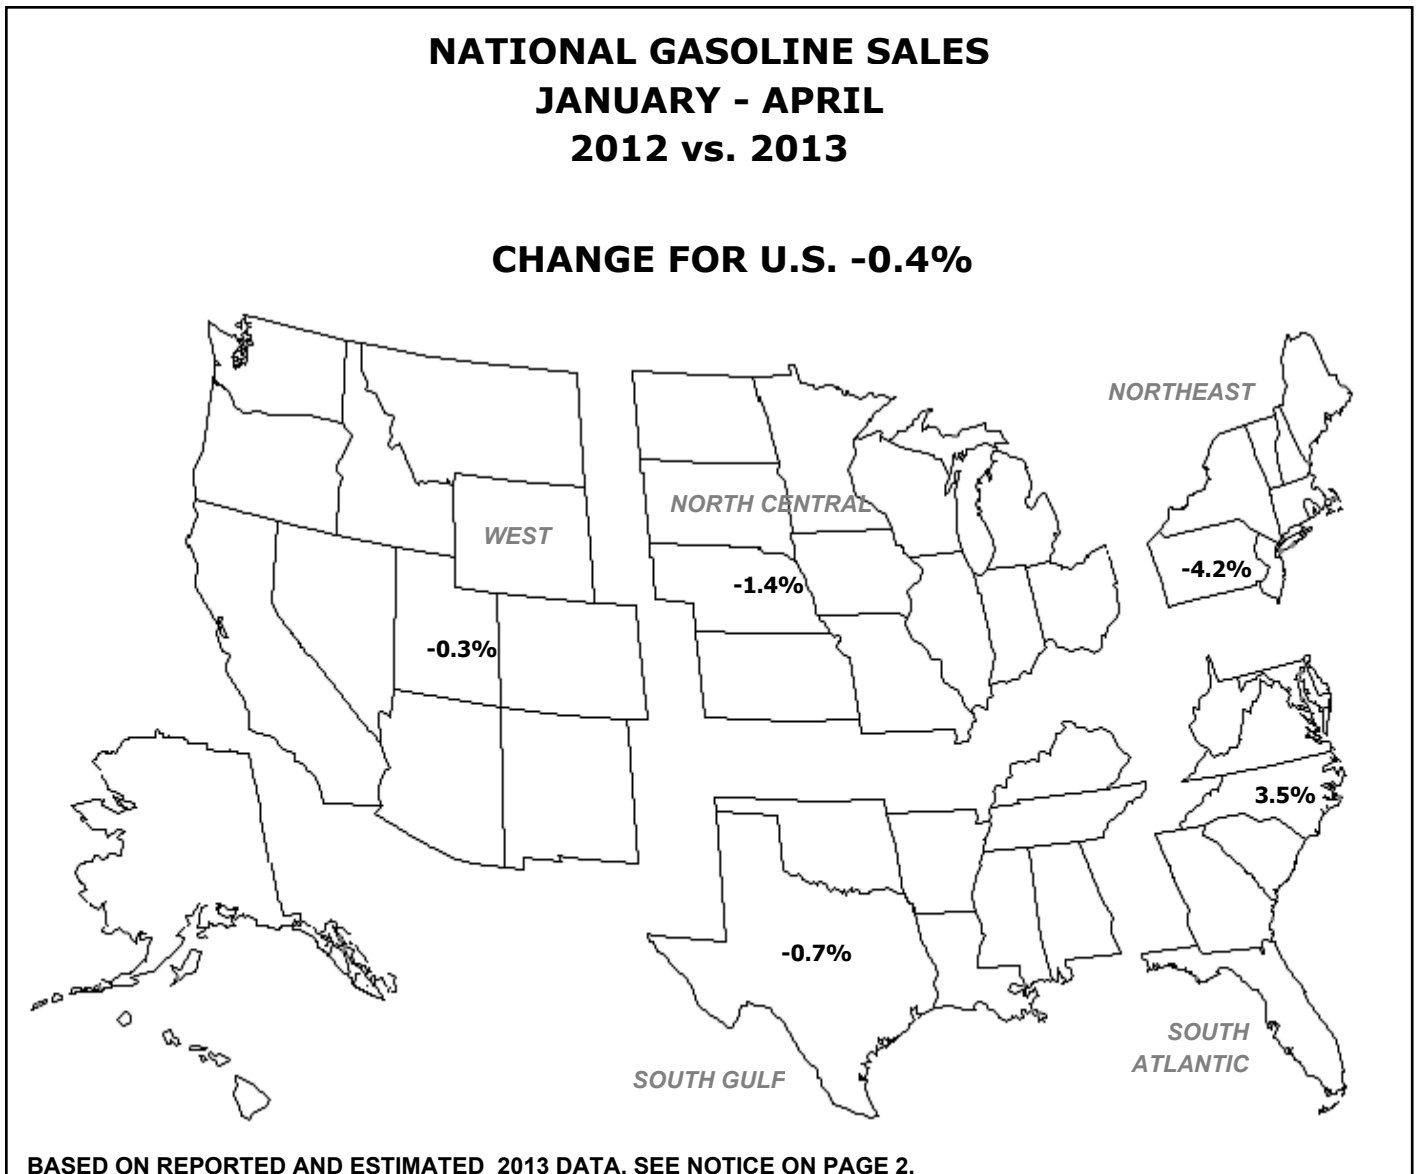 NATIONAL GASOLINE SALES
JANUARY - APRIL
2012 vs. 2013
CHANGE FOR U.S. -0.4%
NORTHEAST
NORTH CENTRAL
WEST
-4.2%
-1.4%
-0.3%
3.5%
-0.7%
SOUTH
ATLANTIC
SOUTH GULF
BASED ON REPORTED AND ESTIMATED 2013 DATA. SEE NOTICE ON PAGE 2.